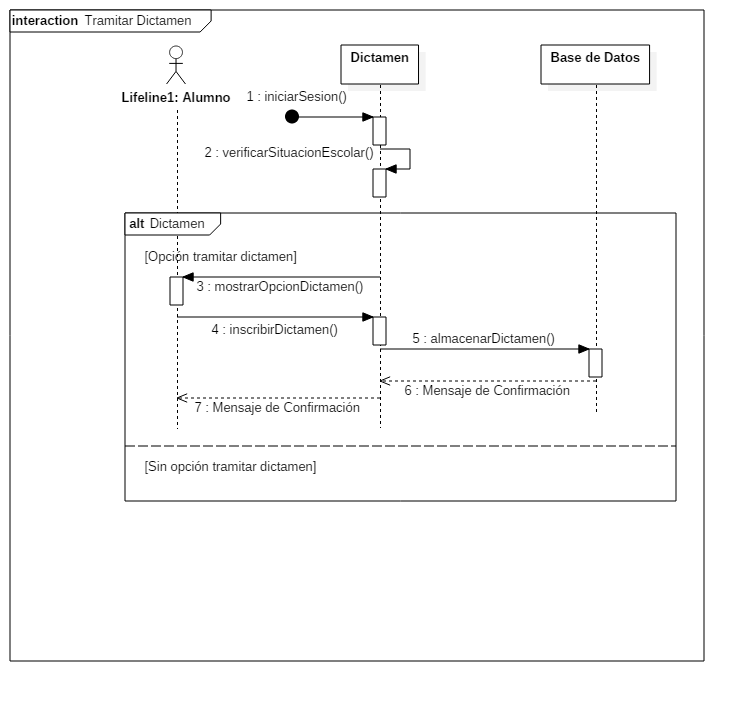 interaction Tramitar Dictamen
Dictamen
Base de Datos
Lifeline1: Alumno
1 : iniciarSesion()
2 : verificarSituacionEscolar()
alt Dictamen
[Opción tramitar dictamen]
3 : mostrarOpcionDictamen()
4 : inscribirDictamen()
5 : almacenarDictamen()
6 : Mensaje de Confirmación
7 : Mensaje de Confirmación
[Sin opción tramitar dictamen]